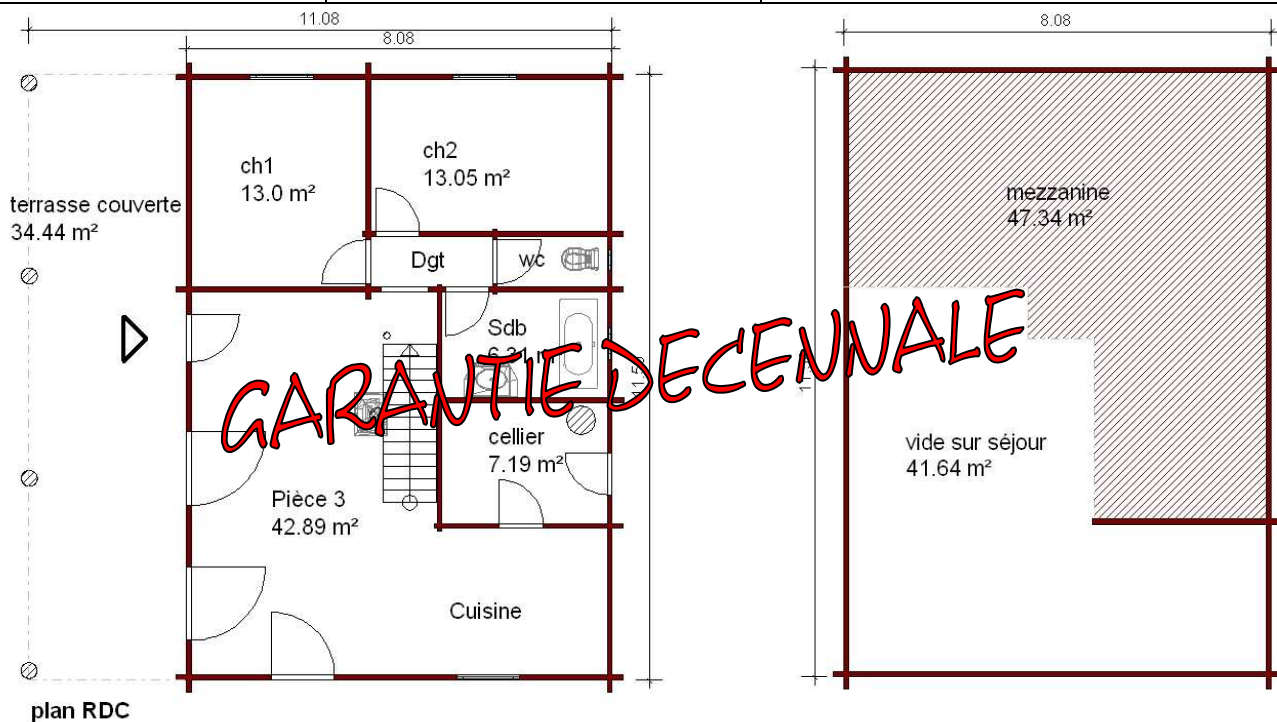 11.08
8.08
8.08
ch1
13.0 m²
ch2
13.05 m²
terrasse couverte
34.44 m²
mezzanine
47.34 m²
Dgt
wc
Sdb
GARANTIE DECENNALE
cellier
7.19 m²
vide sur séjour
41.64 m²
Pièce 3
42.89 m²
Cuisine
plan RDC